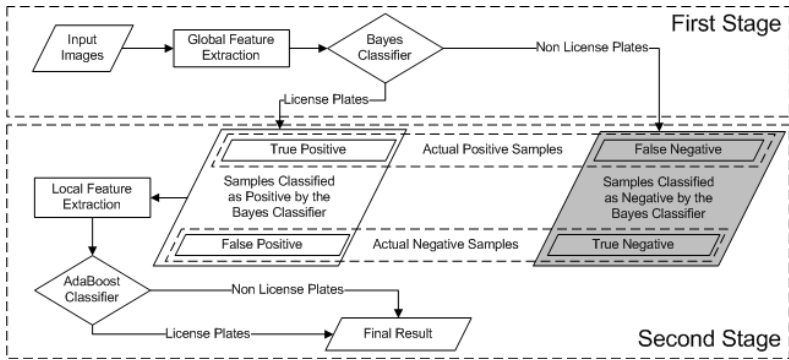 First Stage
Input
Images
Global Feature
Extraction
Bayes
Classifier
Non License Plates
License Plates
True Positive
Actual Positive Samples
False Negative
Samples Classified
as Positive by the
Bayes Classifier
Samples Classified
as Negative by the
Bayes Classifier
Local Feature
Extraction
False Positive
Actual Negative Samples
True Negative
AdaBoost
Classifier
Non License Plates
License Plates
Final Result
Second Stage